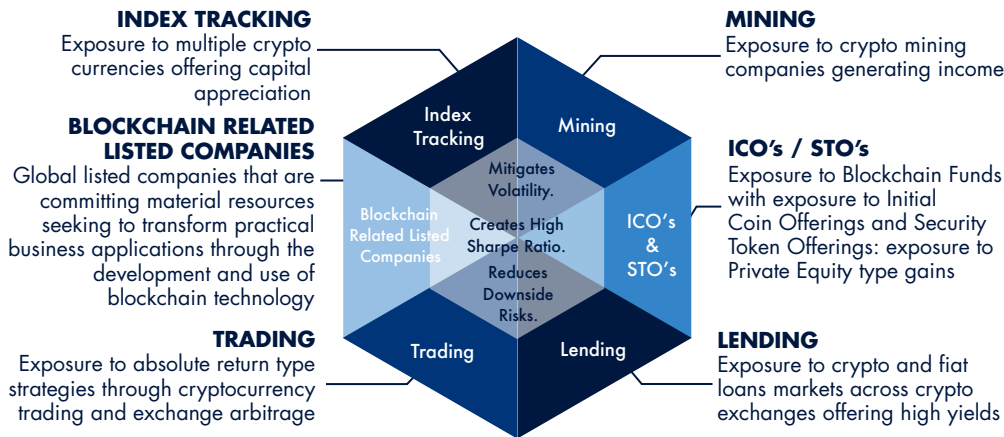 INDEX TRACKING
Exposure to multiple crypto
currencies offering capital
appreciation
BLOCKCHAIN RELATED
LISTED COMPANIES
Global listed companies that are
committing material resources
seeking to transform practical
business applications through the
development and use of
blockchain technology
TRADING
Exposure to absolute return type
strategies through cryptocurrency
trading and exchange arbitrage
Index
Tracking
Mining
Blockchain
Related Listed
Companies
Mitigates
Volatility.
Creates High
Sharpe Ratio.
Reduces
Downside
Risks.
ICO's
&
STO's
Trading
Lending
MINING
Exposure to crypto mining
companies generating income
ICO's / STO's
Exposure to Blockchain Funds
with exposure to Initial
Coin Offerings and Security
Token Offerings: exposure to
Private Equity type gains
LENDING
Exposure to crypto and fiat
loans markets across crypto
exchanges offering high yields